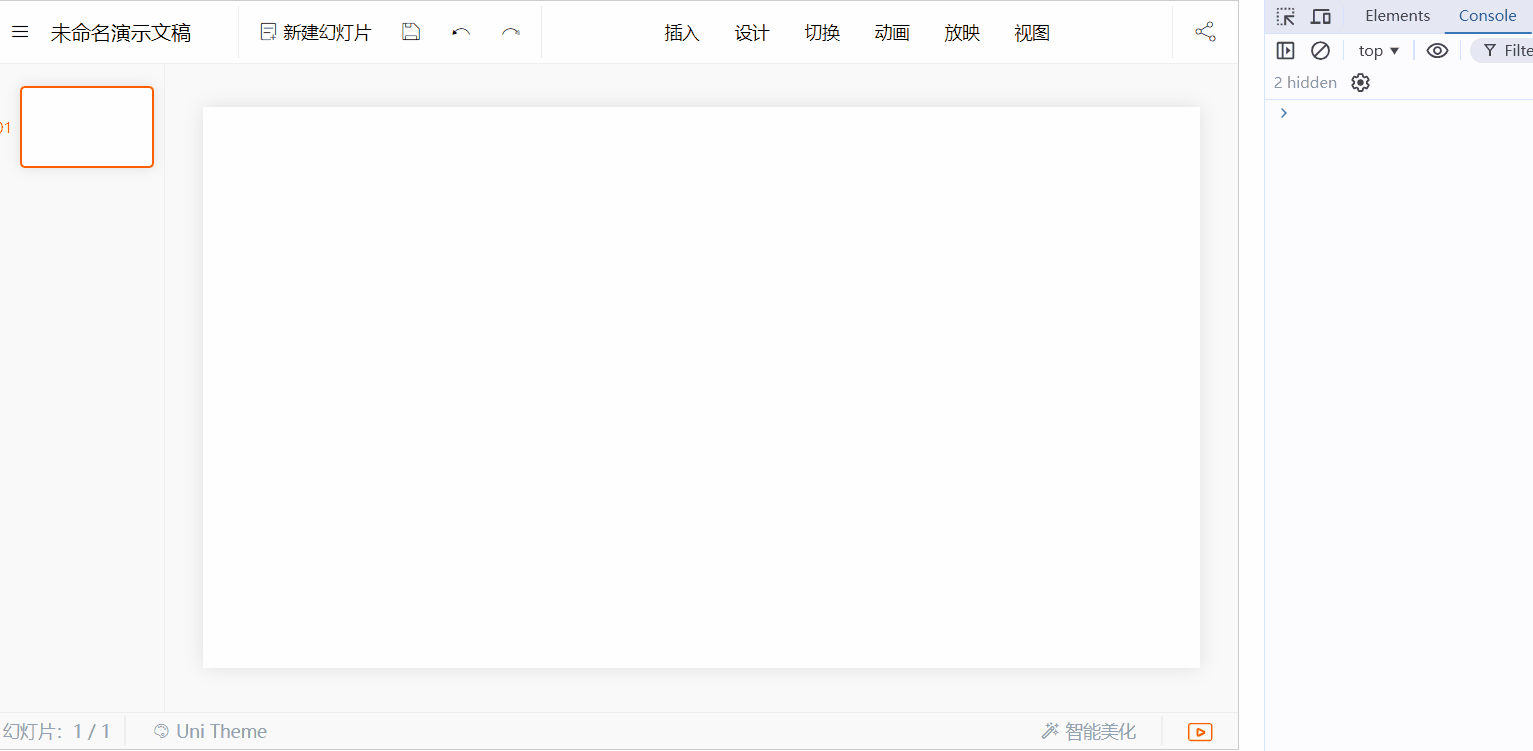 未命名演示文稿 新建幻灯片 插入 设计 切换 动画 放映 视图
Elements Console
top
2 hidden
幻灯片: 1 / 1 Uni Theme 智能美化